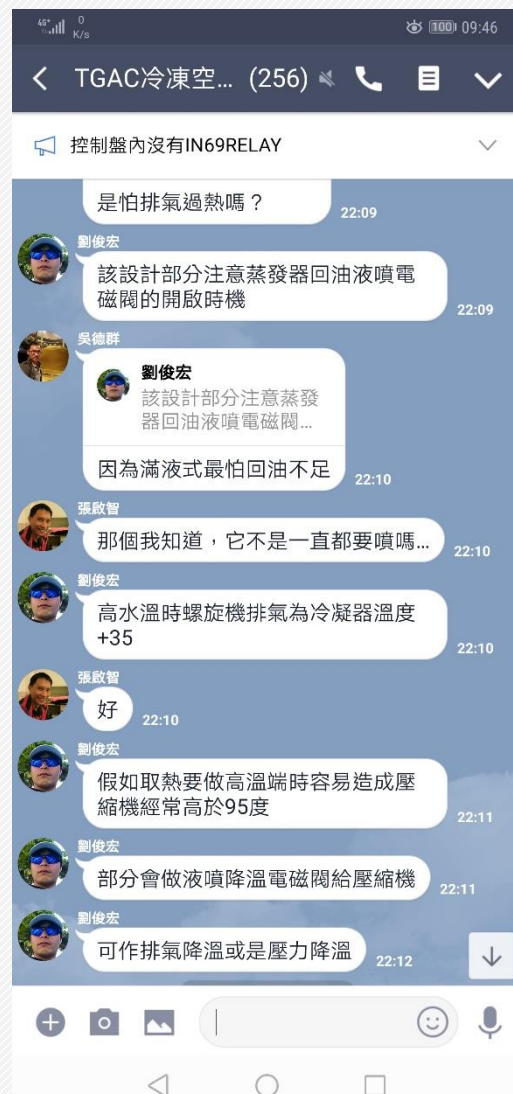 46+ 0 K/s 100 09:46
TGAC冷凍空... (256)
控制盤內沒有IN69RELAY
是怕排氣過熱嗎？
22:09
劉俊宏
該設計部分注意蒸發器回油液噴電
磁閥的開啟時機
22:09
吳德群
劉俊宏
該設計部分注意蒸發
器回油液噴電磁閥...
因為滿液式最怕回油不足
22:10
張啟智
那個我知道，它不是一直都要噴嗎...
22:10
劉俊宏
高水溫時螺旋機排氣為冷凝器溫度
+35
22:10
張啟智
好
22:10
劉俊宏
假如取熱要做高溫端時容易造成壓
縮機經常高於95度
22:11
劉俊宏
部分會做液噴降溫電磁閥給壓縮機
22:11
劉俊宏
可作排氣降溫或是壓力降溫
22:12